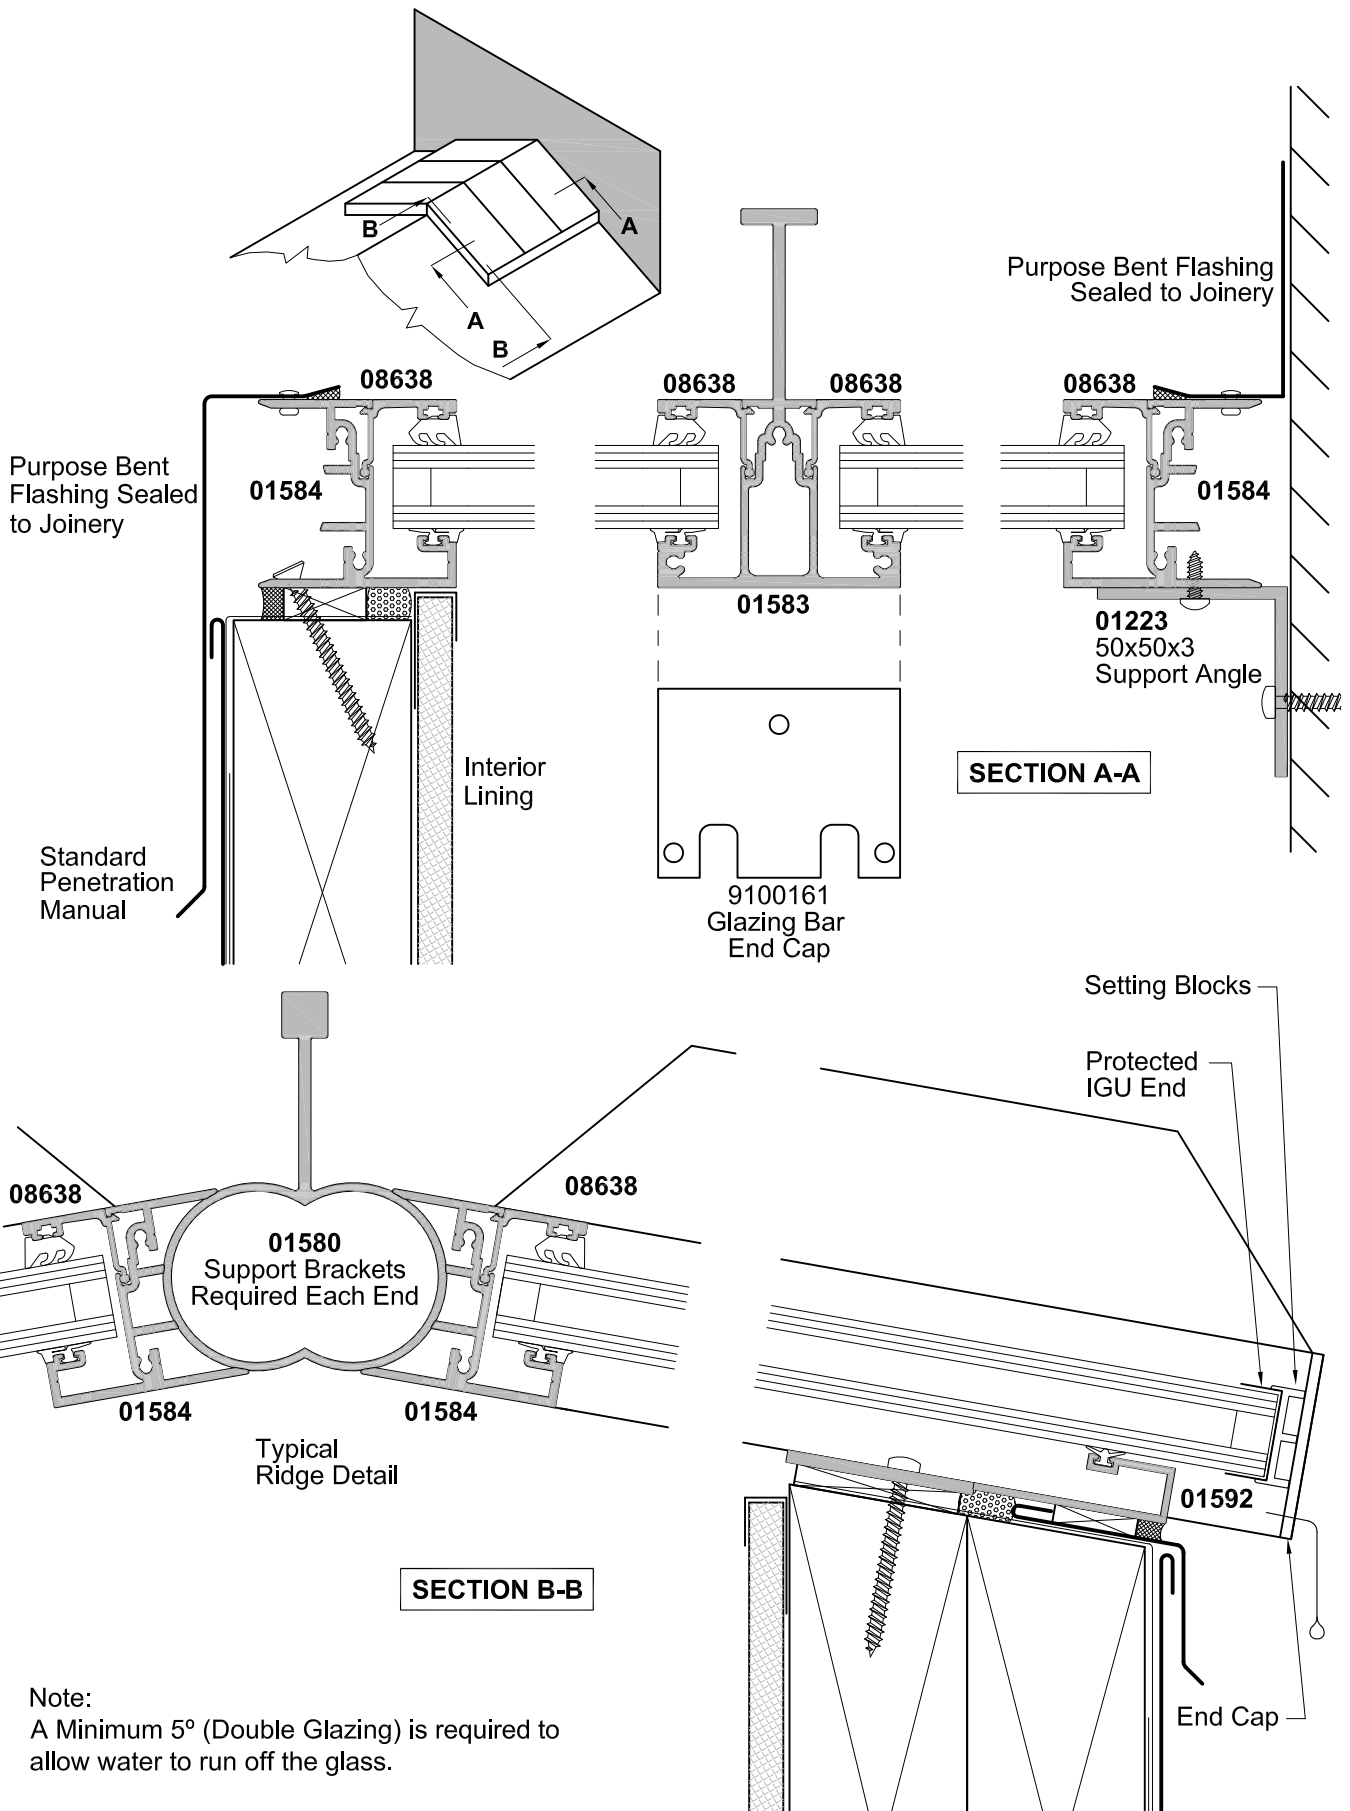 B
A
A
B
Purpose Bent Flashing
Sealed to Joinery
08638
08638
08638
08638
Purpose Bent
Flashing Sealed
to Joinery
01584
01584
01583
01223
50x50x3
Support Angle
SECTION A-A
Interior
Lining
Standard
Penetration
Manual
9100161
Glazing Bar
End Cap
Setting Blocks
Protected
IGU End
08638
08638
01580
Support Brackets
Required Each End
01584
01584
Typical
Ridge Detail
01592
SECTION B-B
End Cap
Note:
A Minimum 5º (Double Glazing) is required to
allow water to run off the glass.